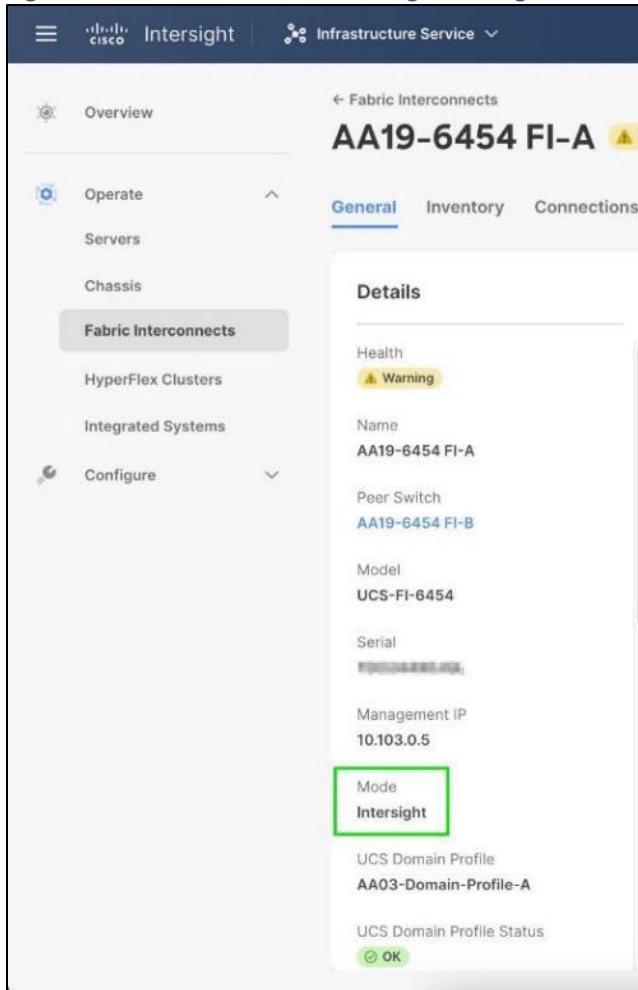 cisco Intersight
Infrastructure Service
Overview
Operate
Servers
Chassis
Fabric Interconnects
HyperFlex Clusters
Integrated Systems
Configure
← Fabric Interconnects
AA19-6454 FI-A
General Inventory Connections
Details
Health
Warning
Name
AA19-6454 FI-A
Peer Switch
AA19-6454 FI-B
Model
UCS-FI-6454
Serial
Management IP
10.103.0.5
Mode
Intersight
UCS Domain Profile
AA03-Domain-Profile-A
UCS Domain Profile Status
OK